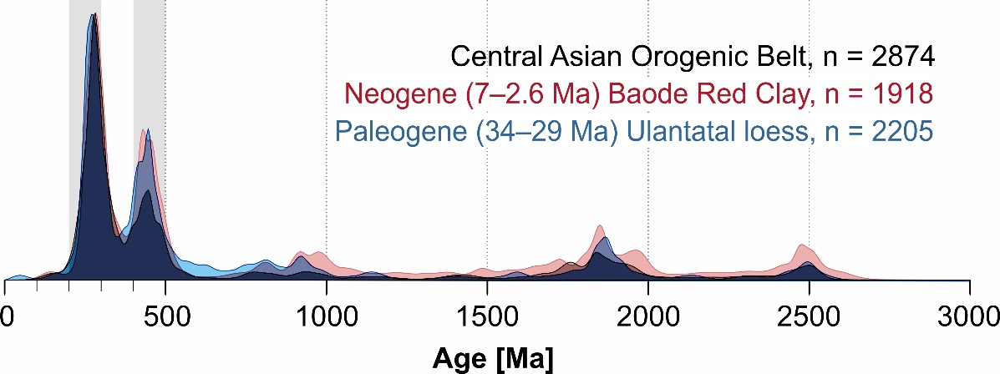 Central Asian Orogenic Belt, n = 2874
Neogene (7–2.6 Ma) Baode Red Clay, n = 1918
Paleogene (34–29 Ma) Ulantatal loess, n = 2205
0 500 1000 1500 2000 2500 3000
Age [Ma]